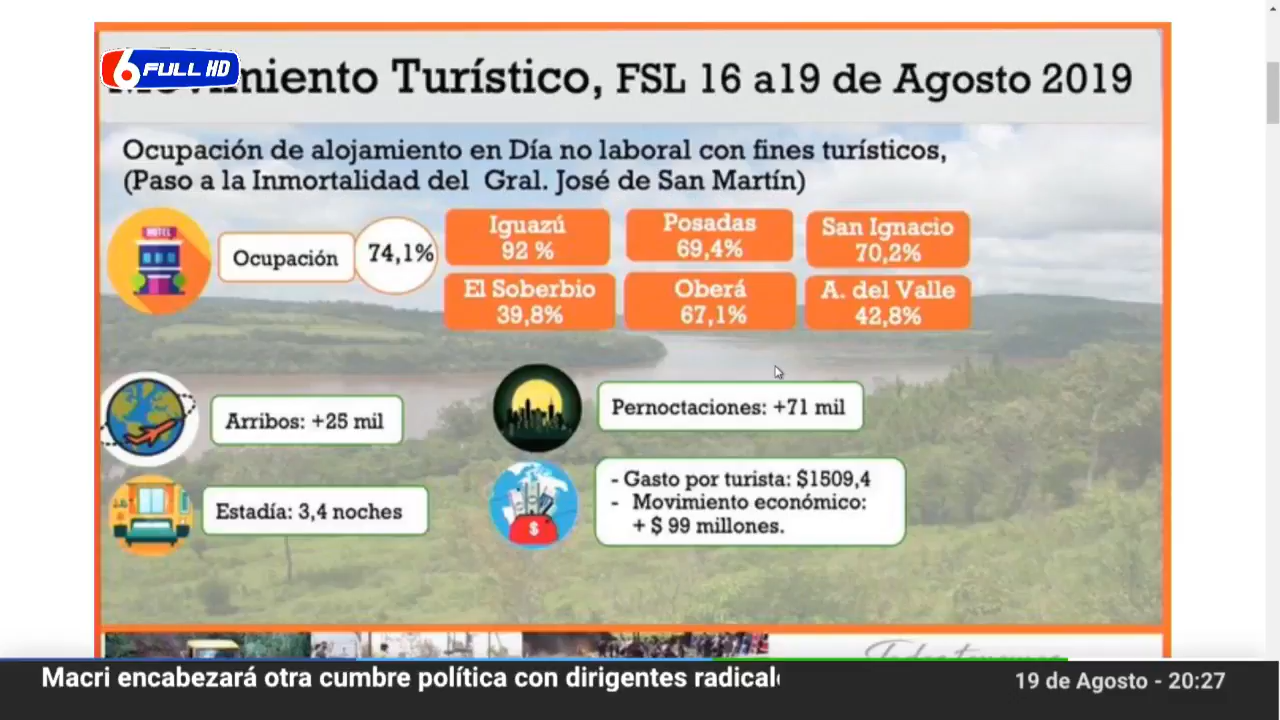 6 FULL HD
Movimiento Turístico, FSL 16 a19 de Agosto 2019
Ocupación de alojamiento en Día no laboral con fines turísticos,
(Paso a la Inmortalidad del Gral. José de San Martín)
HOTEL
Ocupación
74,1%
Iguazú
92 %
Posadas
69,4%
San Ignacio
70,2%
El Soberbio
39,8%
Oberá
67,1%
A. del Valle
42,8%
Arribos: +25 mil
Pernoctaciones: +71 mil
Estadía: 3,4 noches
- Gasto por turista: $1509,4
- Movimiento económico:
+ $ 99 millones.
$
Macri encabezará otra cumbre política con dirigentes radical
19 de Agosto - 20:27